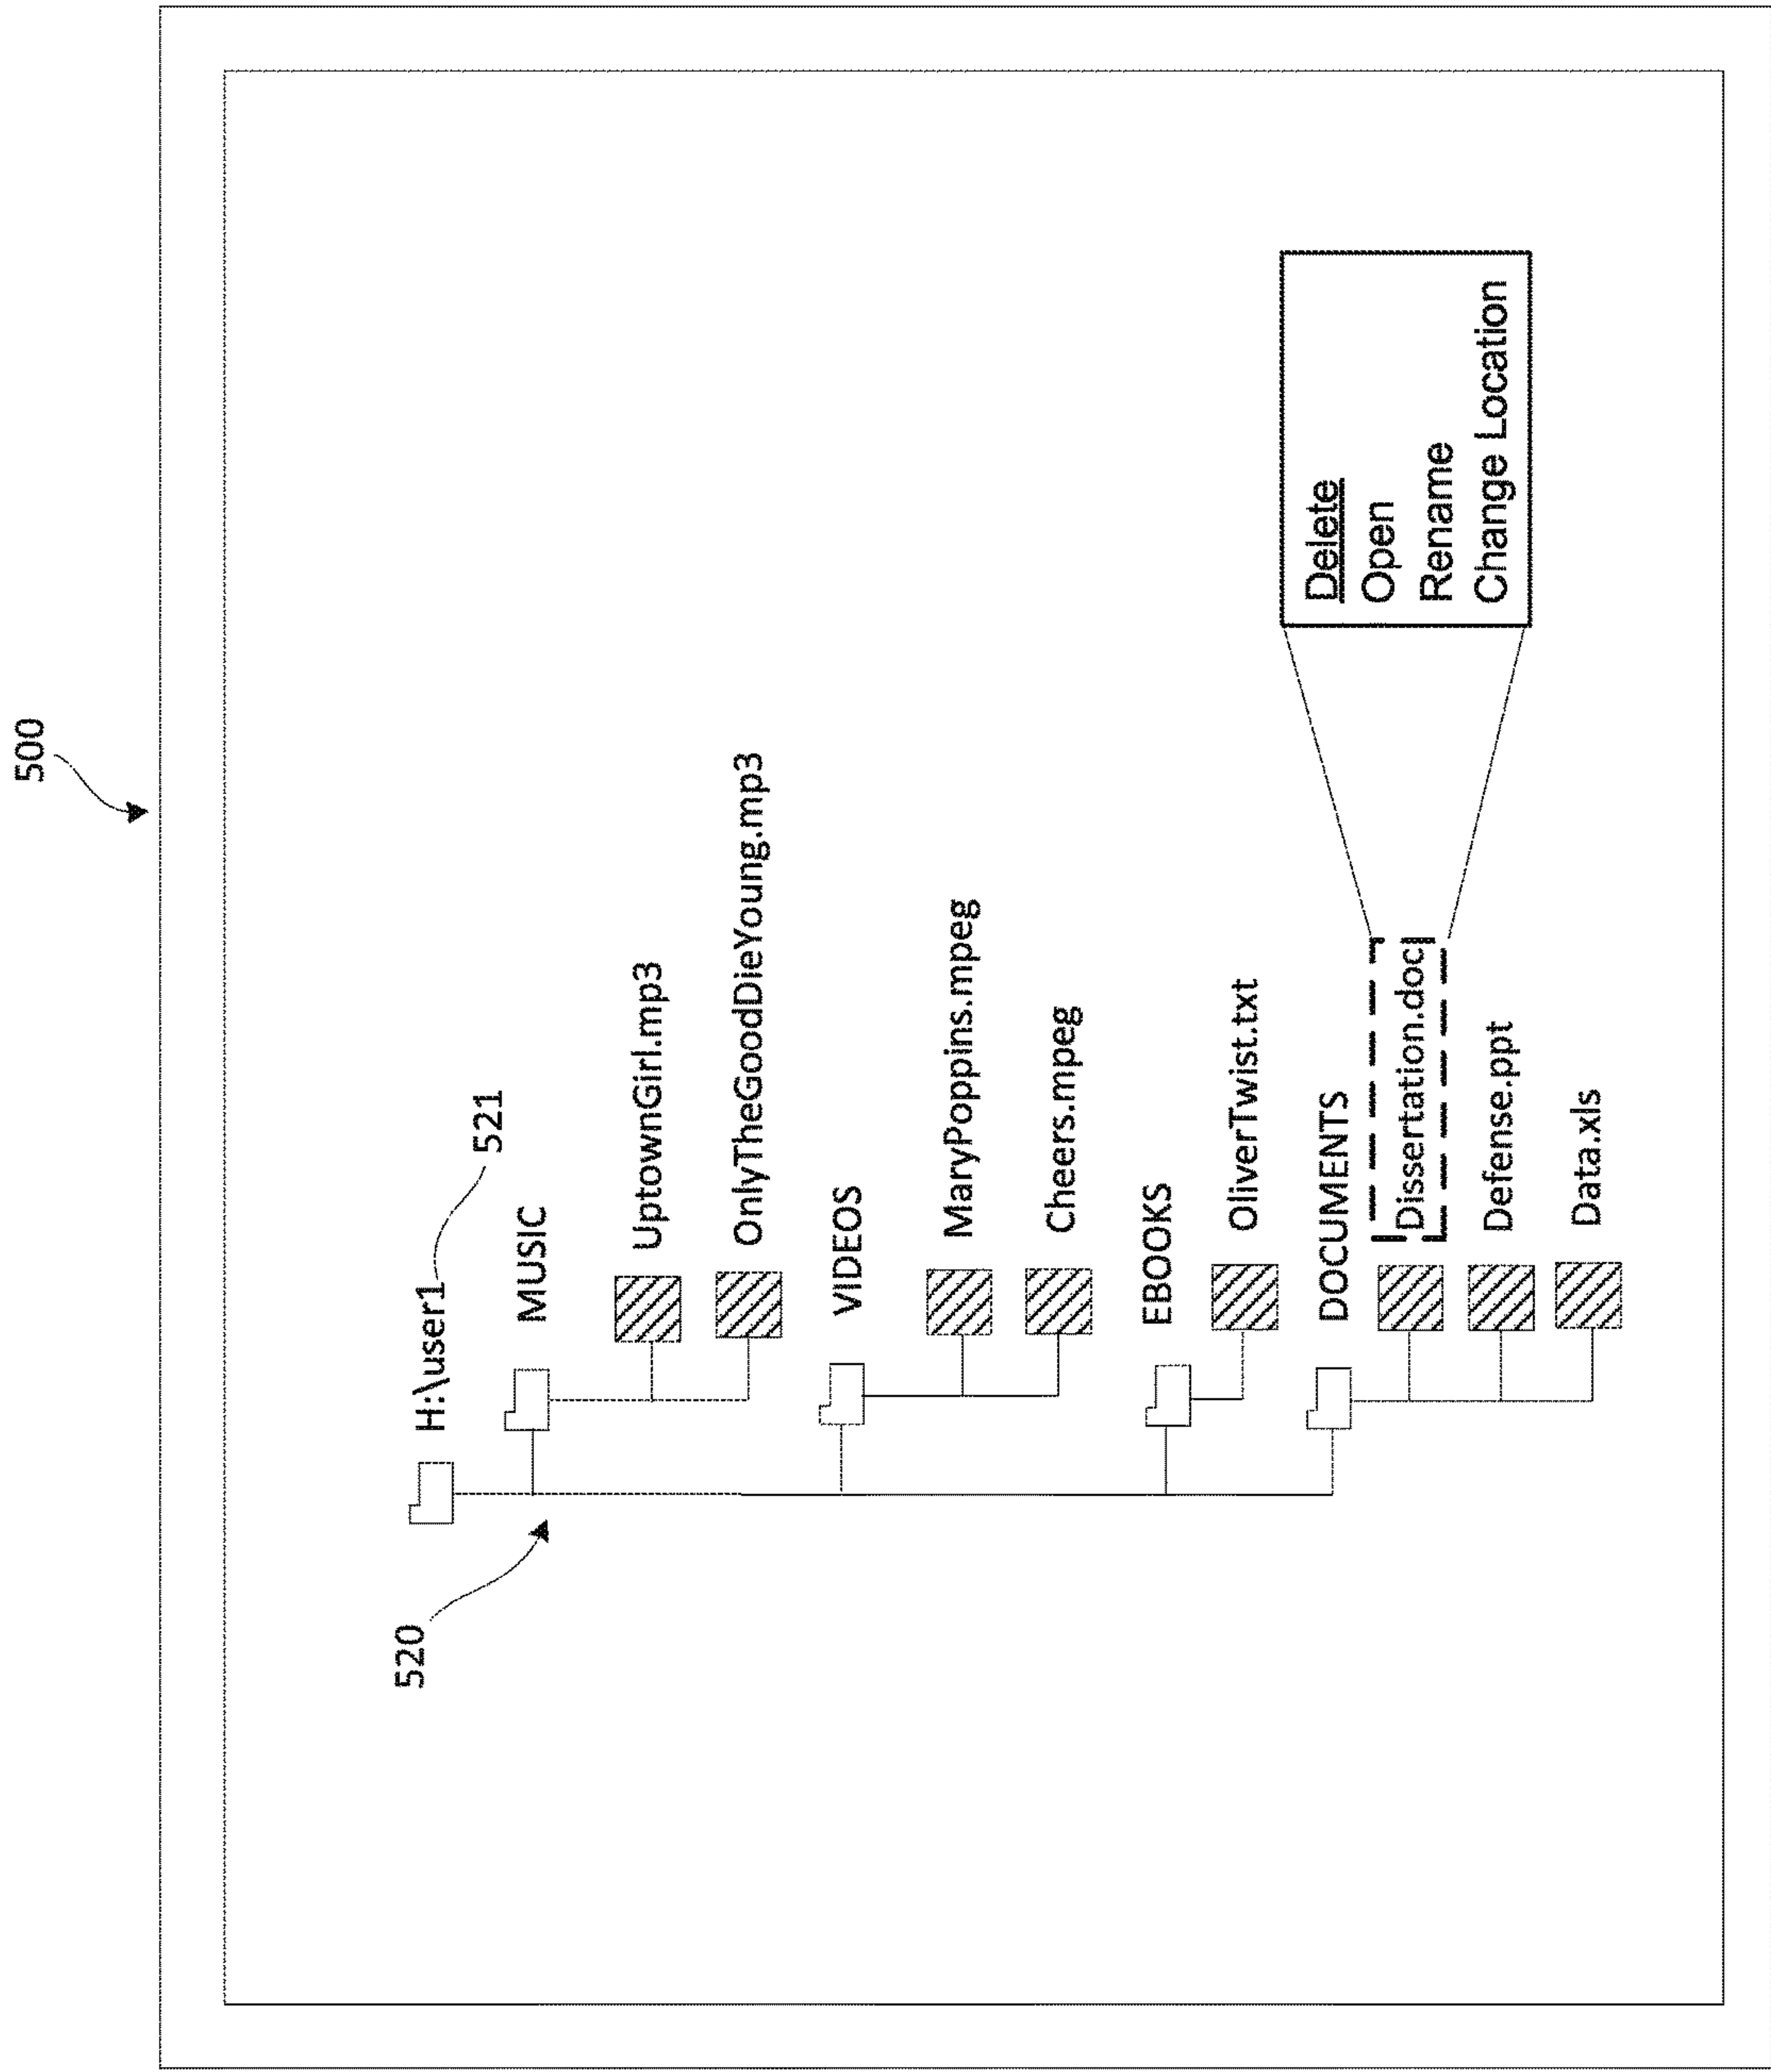 500
520
H:\user1
521
MUSIC
UptownGirl.mp3
OnlyTheGoodDieYoung.mp3
VIDEOS
MaryPoppins.mpeg
Cheers.mpeg
EBOOKS
OliverTwist.txt
DOCUMENTS
Dissertation.doc
Defense.ppt
Data.xls
Delete
Open
Rename
Change Location